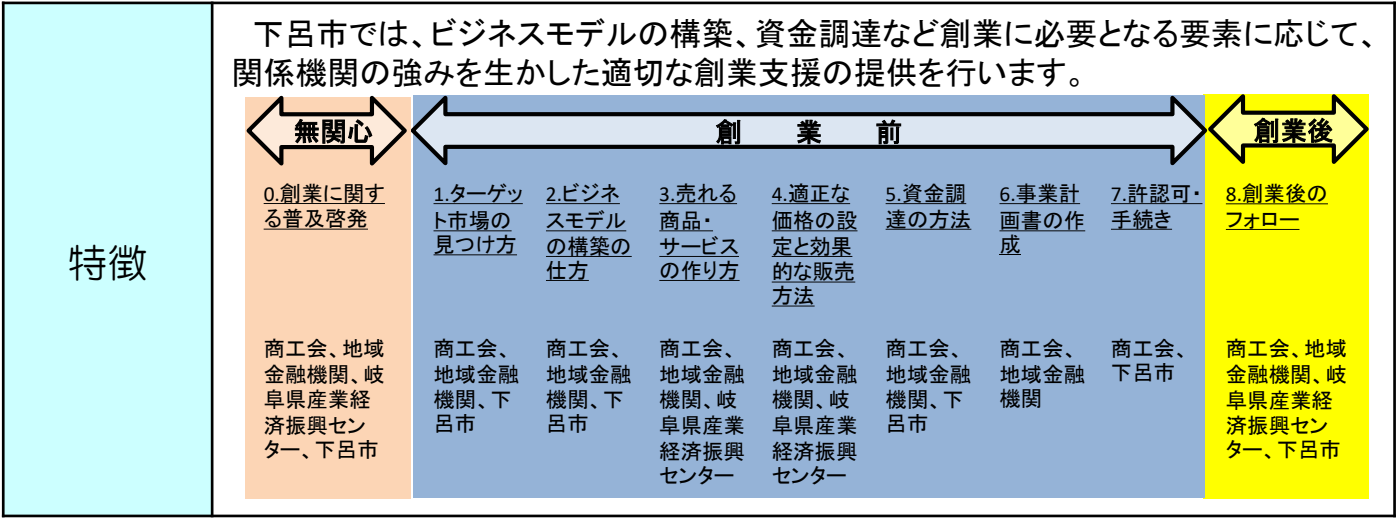 特徴
下呂市では、ビジネスモデルの構築、資金調達など創業に必要となる要素に応じて、
関係機関の強みを生かした適切な創業支援の提供を行います。
無関心
創 業 前
創業後
0.創業に関す
る普及啓発
1.ターゲッ
ト市場の
見つけ方
2.ビジネ
スモデル
の構築の
仕方
3.売れる
商品・
サービス
の作り方
4.適正な
価格の設
定と効果
的な販売
方法
5.資金調
達の方法
6.事業計
画書の作
成
7.許認可・
手続き
8.創業後の
フォロー
商工会、地域
金融機関、岐
阜県産業経
済振興セン
ター、下呂市
商工会、
地域金融
機関、下
呂市
商工会、
地域金融
機関、下
呂市
商工会、
地域金融
機関、岐
阜県産業
経済振興
センター
商工会、
地域金融
機関、岐
阜県産業
経済振興
センター
商工会、
地域金融
機関、下
呂市
商工会、
地域金融
機関
商工会、
下呂市
商工会、地域
金融機関、岐
阜県産業経
済振興セン
ター、下呂市